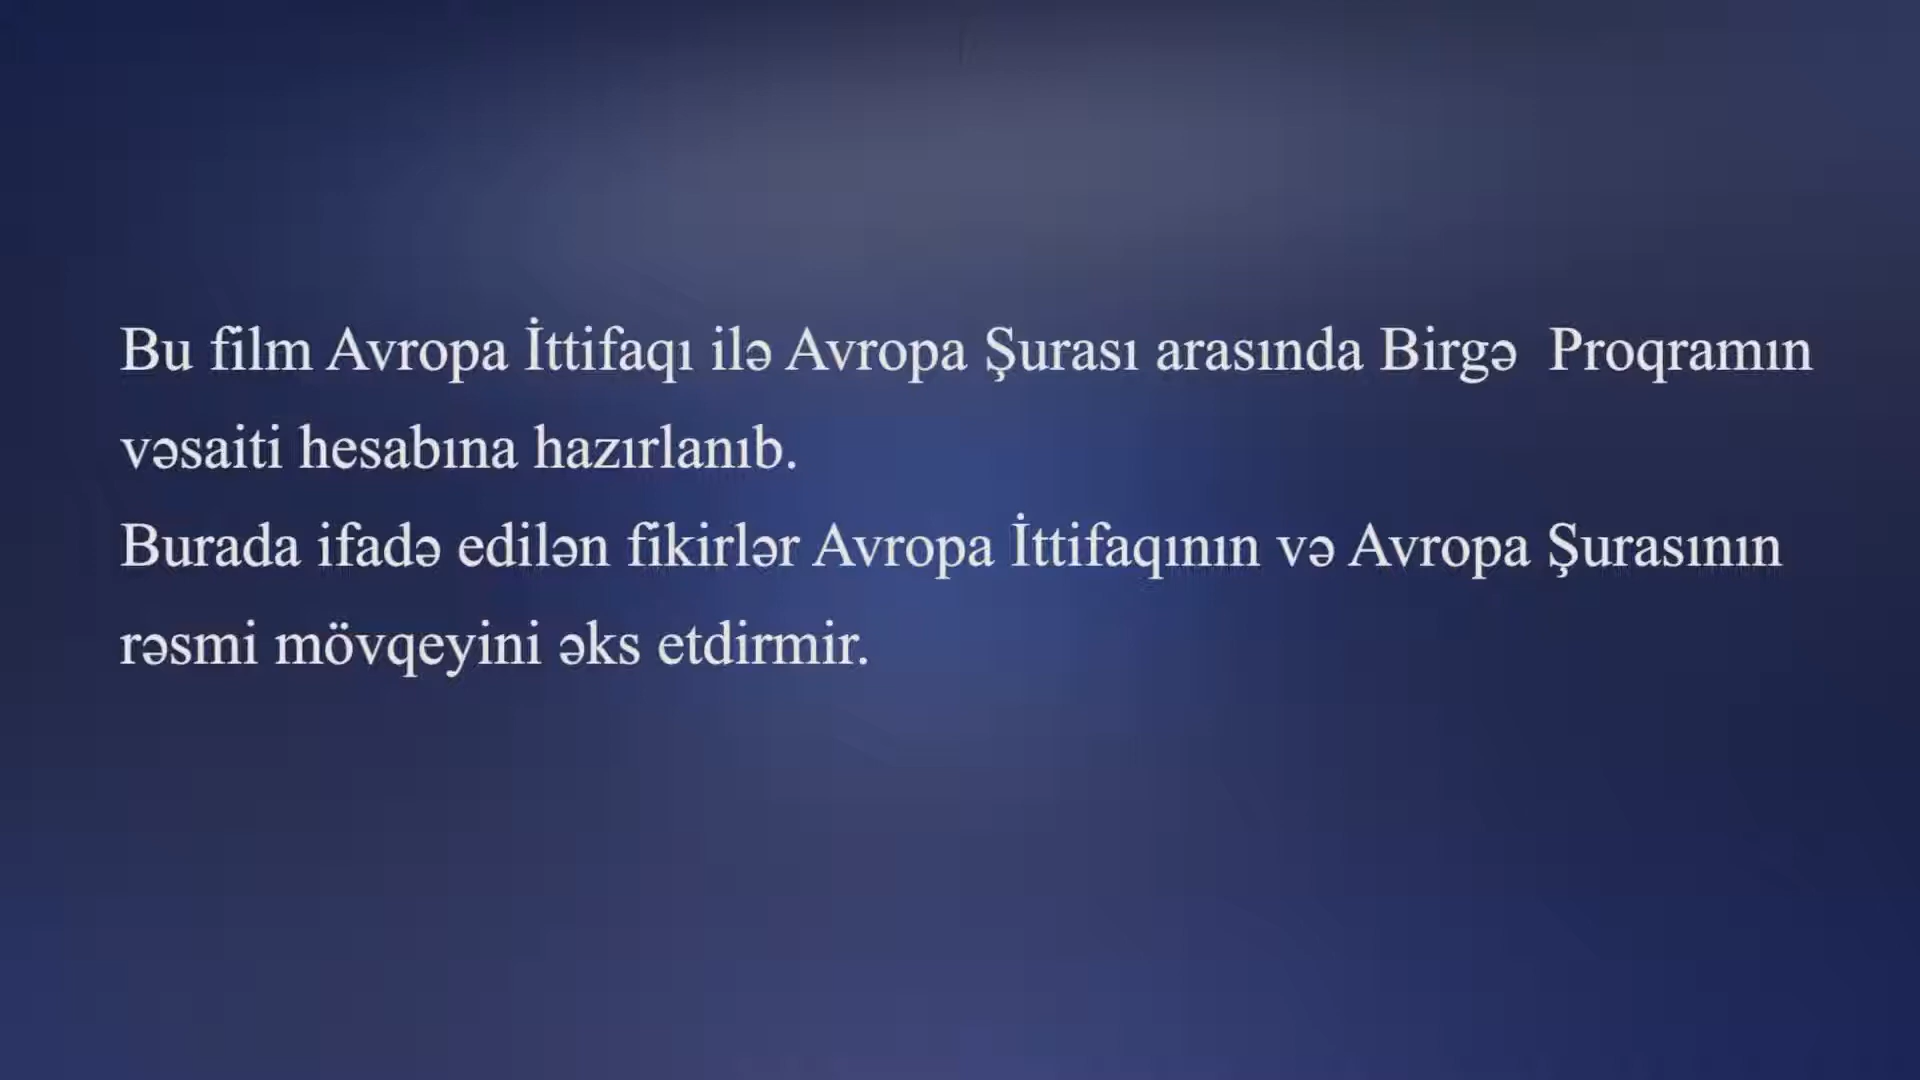 Bu film Avropa İttifaqı ilə Avropa Şurası arasında Birgə  Proqramın
vəsaiti hesabına hazırlanıb.
Burada ifadə edilən fikirlər Avropa İttifaqının və Avropa Şurasının
rəsmi mövqeyini əks etdirmir.